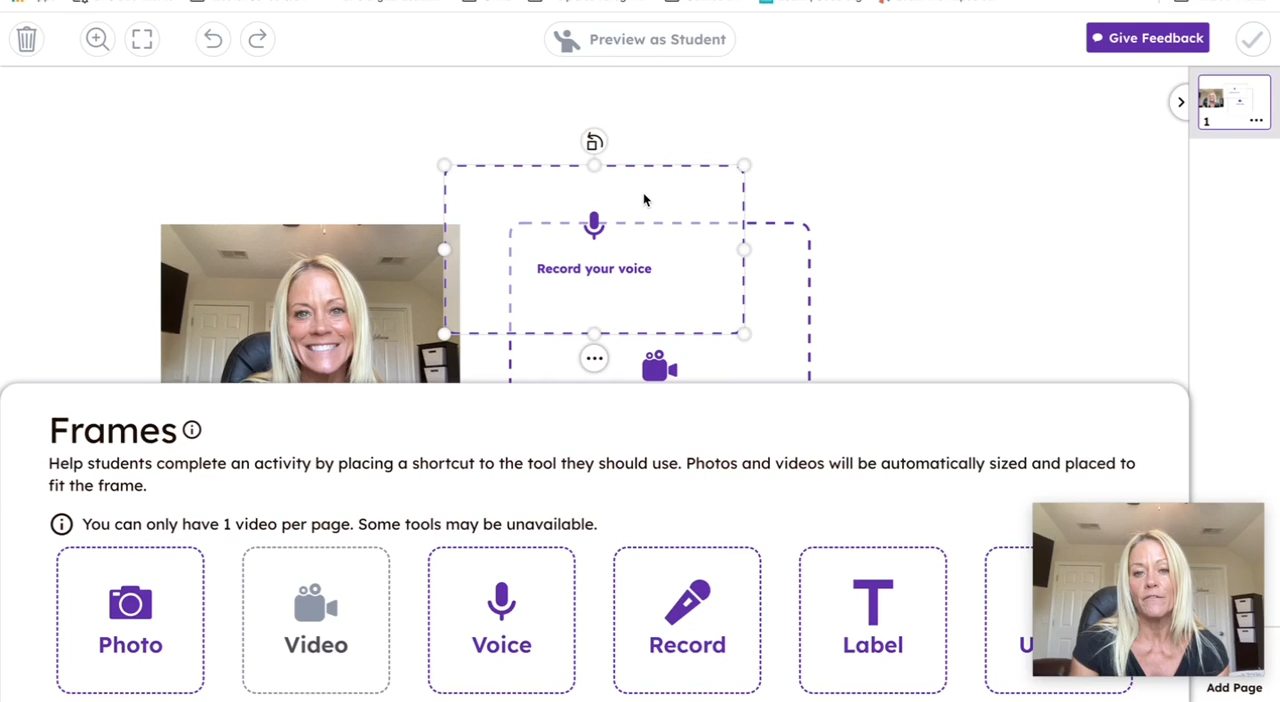 Preview as Student
Give Feedback
1
Record your voice
Frames
Help students complete an activity by placing a shortcut to the tool they should use. Photos and videos will be automatically sized and placed to
fit the frame.
You can only have 1 video per page. Some tools may be unavailable.
Photo
Video
Voice
Record
Label
Add Page